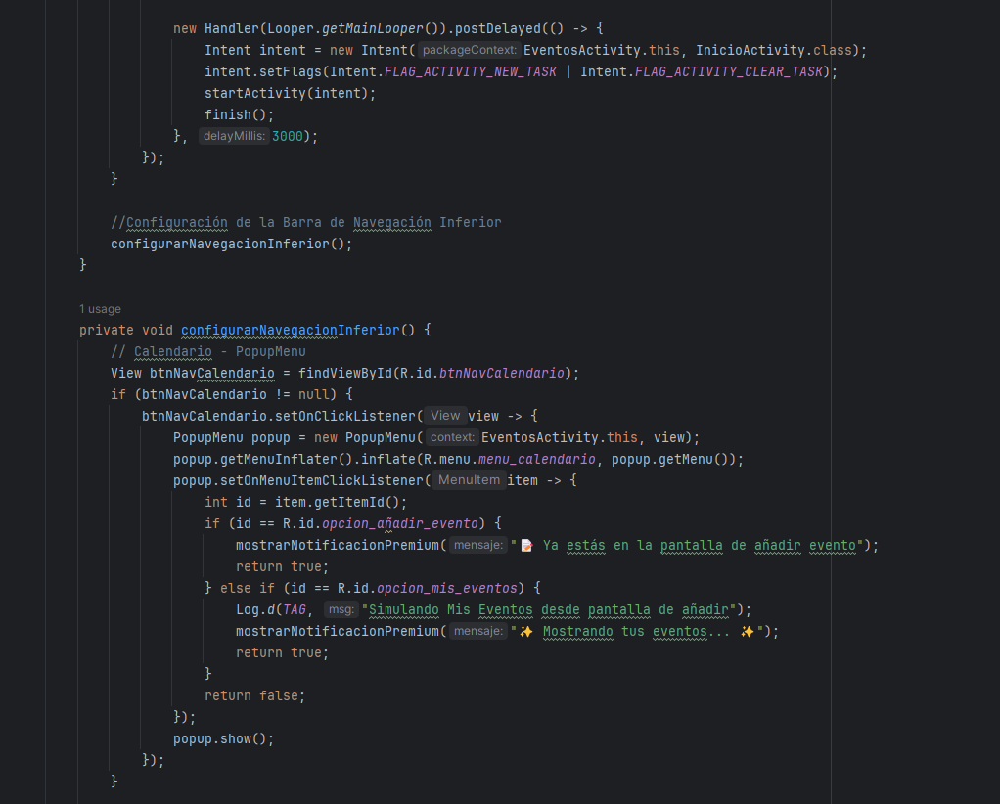 new Handler(Looper.getMainLooper()).postDelayed(() -> {
Intent intent = new Intent( packageContext: EventosActivity.this, InicioActivity.class);
intent.setFlags(Intent.FLAG_ACTIVITY_NEW_TASK | Intent.FLAG_ACTIVITY_CLEAR_TASK);
startActivity(intent);
finish();
}, delayMillis: 3000);
});
}
//Configuración de la Barra de Navegación Inferior
configurarNavegacionInferior();
}
1 usage
private void configurarNavegacionInferior() {
// Calendario - PopupMenu
View btnNavCalendario = findViewById(R.id.btnNavCalendario);
if (btnNavCalendario != null) {
btnNavCalendario.setOnClickListener( View view -> {
PopupMenu popup = new PopupMenu( context: EventosActivity.this, view);
popup.getMenuInflater().inflate(R.menu.menu_calendario, popup.getMenu());
popup.setOnMenuItemClickListener( MenuItem item -> {
int id = item.getItemId();
if (id == R.id.opcion_añadir_evento) {
mostrarNotificacionPremium( mensaje: "📝 Ya estás en la pantalla de añadir evento");
return true;
} else if (id == R.id.opcion_mis_eventos) {
Log.d(TAG, msg: "Simulando Mis Eventos desde pantalla de añadir");
mostrarNotificacionPremium( mensaje: "✨ Mostrando tus eventos... ✨");
return true;
}
return false;
});
popup.show();
});
}